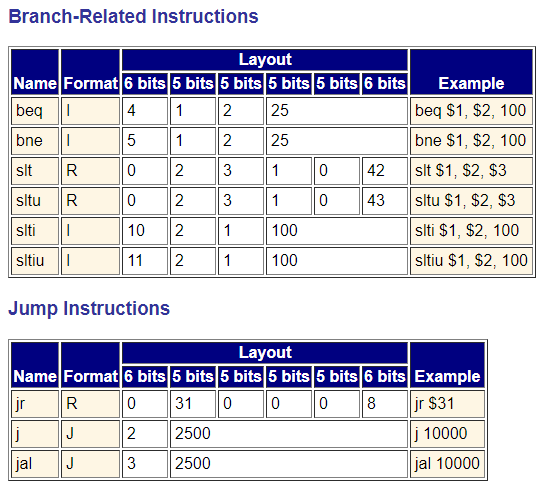 Branch-Related Instructions
Layout
Name Format 6 bits 5 bits 5 bits 5 bits 5 bits 6 bits Example
beq I 4 1 2 25 beq $1, $2, 100
bne I 5 1 2 25 bne $1, $2, 100
slt R 0 2 3 1 0 42 slt $1, $2, $3
sltu R 0 2 3 1 0 43 sltu $1, $2, $3
slti I 10 2 1 100 slti $1, $2, 100
sltiu I 11 2 1 100 sltiu $1, $2, 100
Jump Instructions
Layout
Name Format 6 bits 5 bits 5 bits 5 bits 5 bits 6 bits Example
jr R 0 31 0 0 0 8 jr $31
j J 2 2500 j 10000
jal J 3 2500 jal 10000